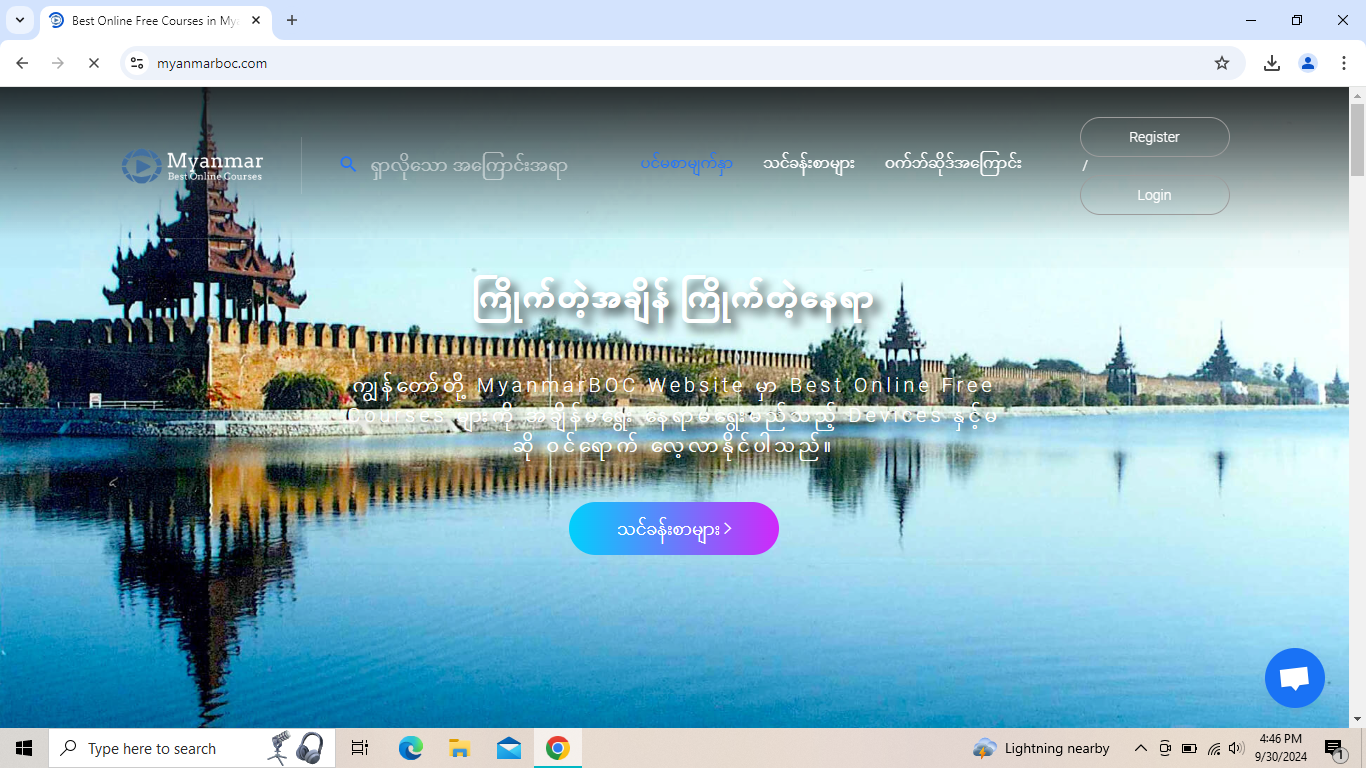 Best Online Free Courses in My
myanmarboc.com
Myanmar
Best Online Courses
ရှာလိုသော အကြောင်းအရာ
ပင်မစာမျက်နှာ
သင်ခန်းစာများ
ဝက်ဘ်ဆိုဒ်အကြောင်း
Register
/
Login
ကြိုက်တဲ့အချိန် ကြိုက်တဲ့နေရာ
ကျွန်တော်တို့ MyanmarBOC Website မှာ Best Online Free
Courses များကို အချိန်မရွေး နေရာမရွေးမည်သည့် Devices နှင့်မ
ဆို ဝင်ရောက် လေ့လာနိုင်ပါသည်။
သင်ခန်းစာများ >
Type here to search
Lightning nearby
4:46 PM
9/30/2024
1